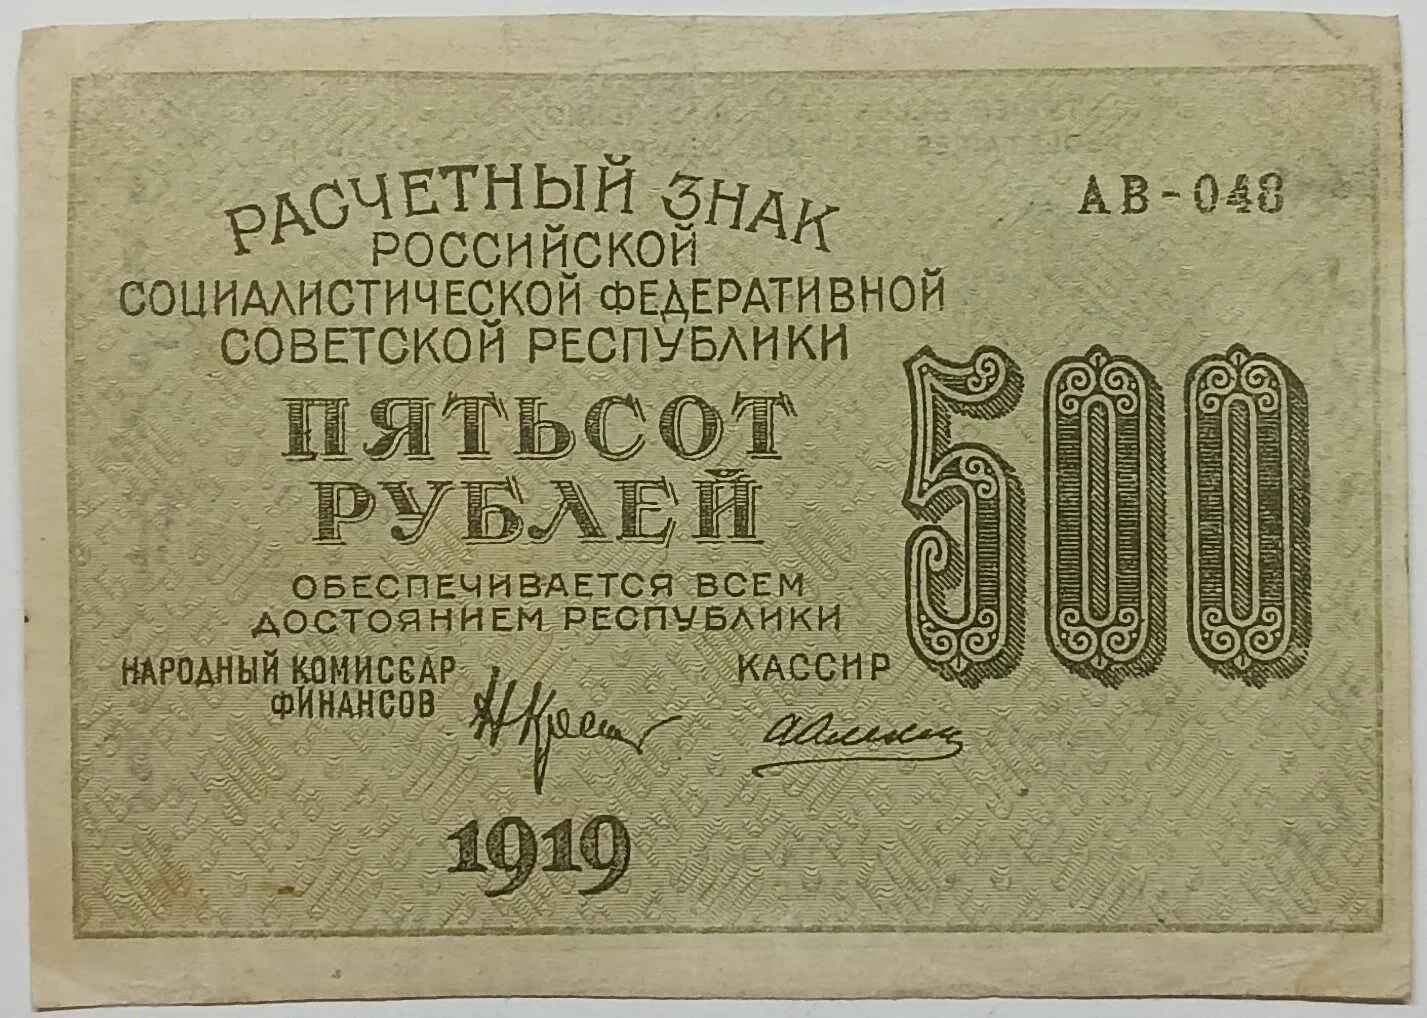 РАСЧЕТНЫЙ ЗНАК
РОССИЙСКОЙ
СОЦИАЛИСТИЧЕСКОЙ ФЕДЕРАТИВНОЙ
СОВЕТСКОЙ РЕСПУБЛИКИ
АВ-048
ПЯТЬСОТ
РУБЛЕЙ
500
ОБЕСПЕЧИВАЕТСЯ ВСЕМ
ДОСТОЯНИЕМ РЕСПУБЛИКИ
НАРОДНЫЙ КОМИССАР
ФИНАНСОВ
КАССИР
1919